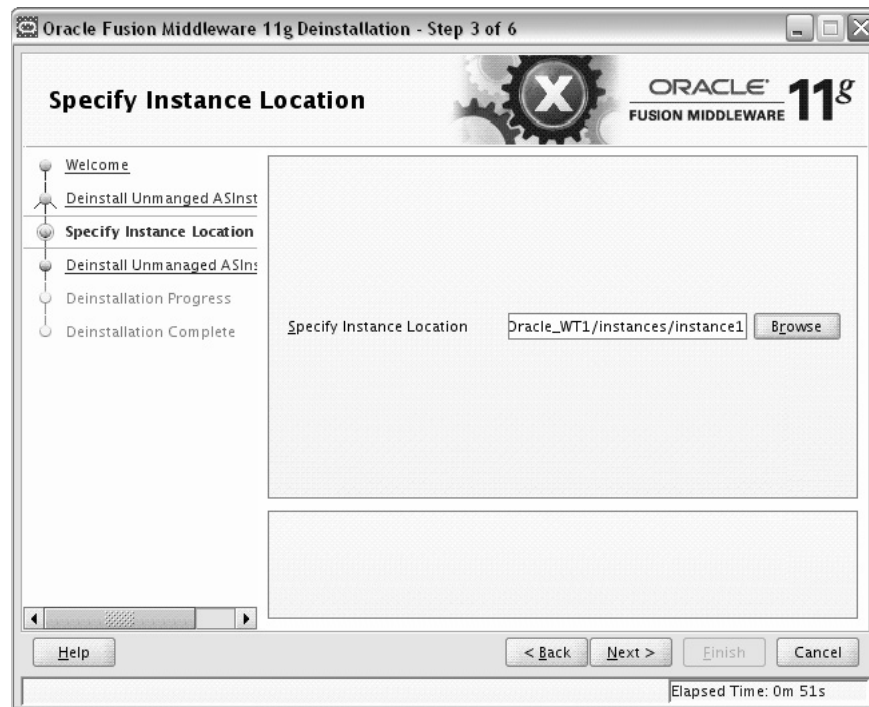 Oracle Fusion Middleware 11g Deinstallation - Step 3 of 6
Specify Instance Location
ORACLE
FUSION MIDDLEWARE
11g
Welcome
Deinstall Unmanged ASInst
Specify Instance Location
Deinstall Unmanaged ASIns
Deinstallation Progress
Deinstallation Complete
Specify Instance Location
Oracle_WT1/instances/instance1
Browse
Help
< Back
Next >
Finish
Cancel
Elapsed Time: 0m 51s